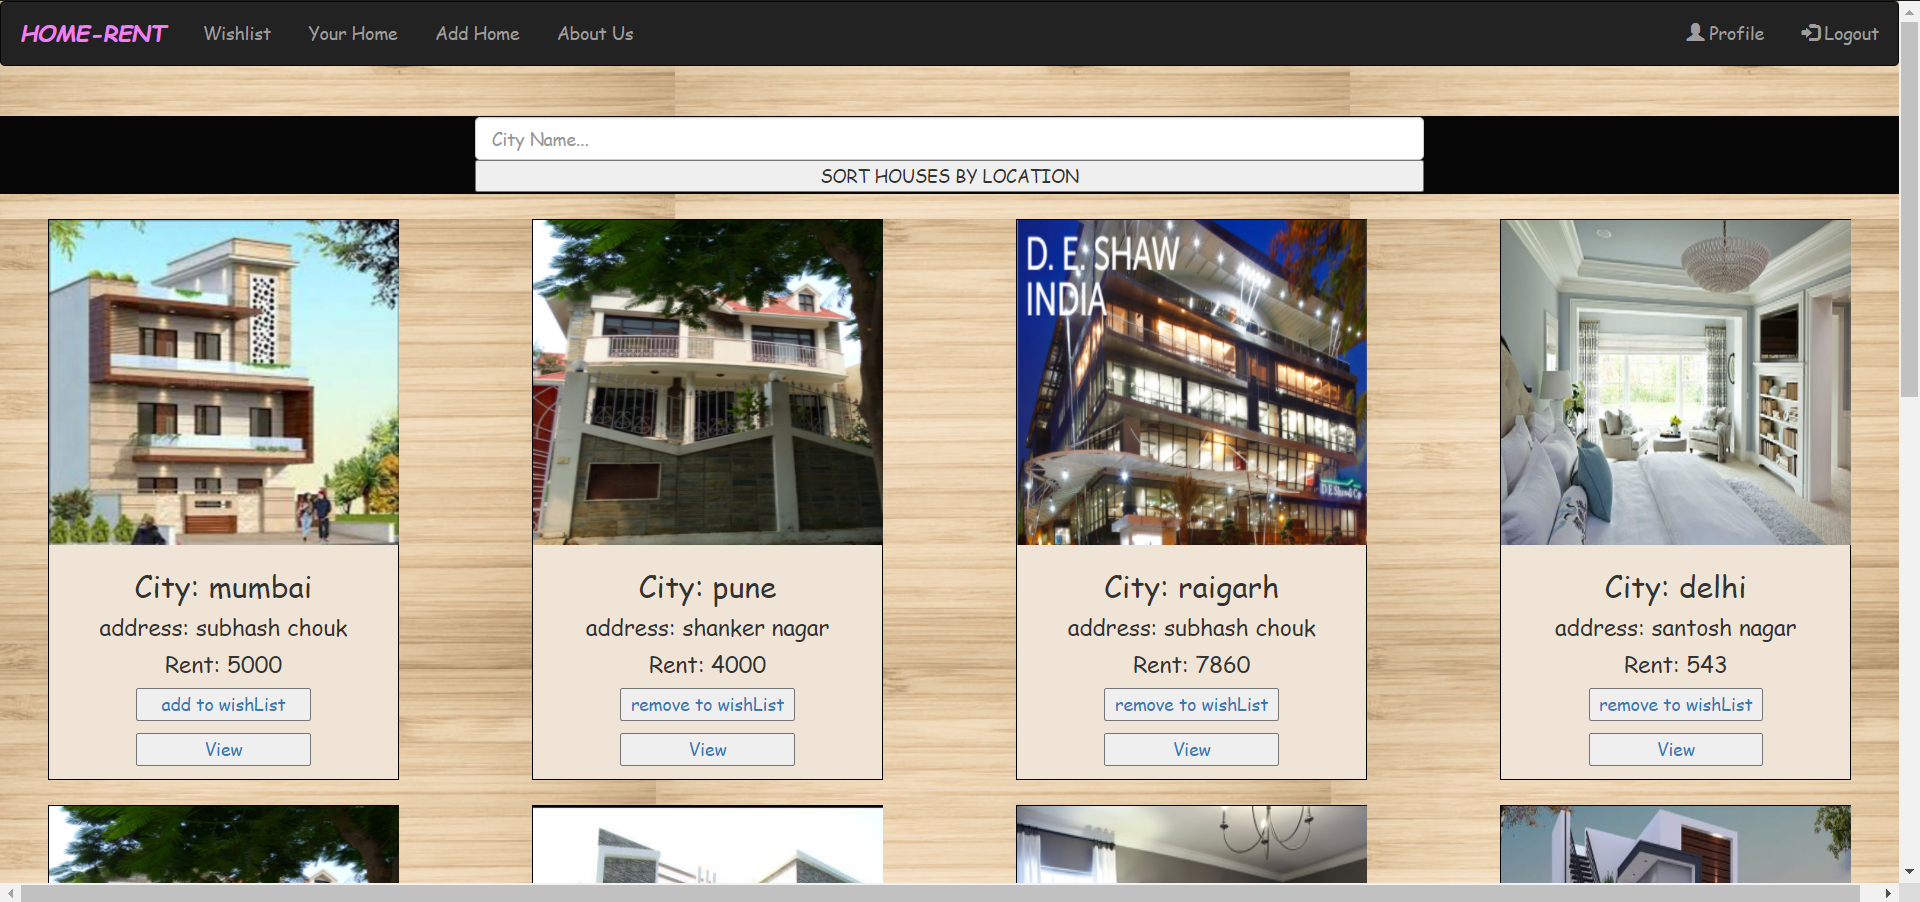 HOME-RENT Wishlist Your Home Add Home About Us Profile Logout
City Name...
SORT HOUSES BY LOCATION
D. E. SHAW
INDIA
D.E.Shaw & Co
City: mumbai
address: subhash chouk
Rent: 5000
add to wishList
View
City: pune
address: shanker nagar
Rent: 4000
remove to wishList
View
City: raigarh
address: subhash chouk
Rent: 7860
remove to wishList
View
City: delhi
address: santosh nagar
Rent: 543
remove to wishList
View